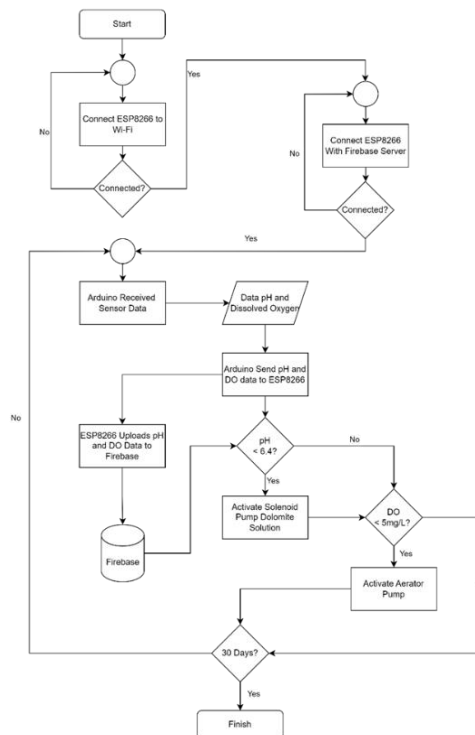 Start
Yes
No
Connect ESP8266 to
Wi-Fi
Connected?
Connect ESP8266
With Firebase Server
No
Connected?
Yes
Arduino Received
Sensor Data
Data pH and
Dissolved Oxygen
Arduino Send pH and
DO data to ESP8266
No
ESP8266 Uploads pH
and DO Data to
Firebase
pH
< 6.4?
No
Yes
Activate Solenoid
Pump Dolomite
Solution
DO
< 5mg/L?
Firebase
Yes
Activate Aerator
Pump
30 Days?
Yes
Finish